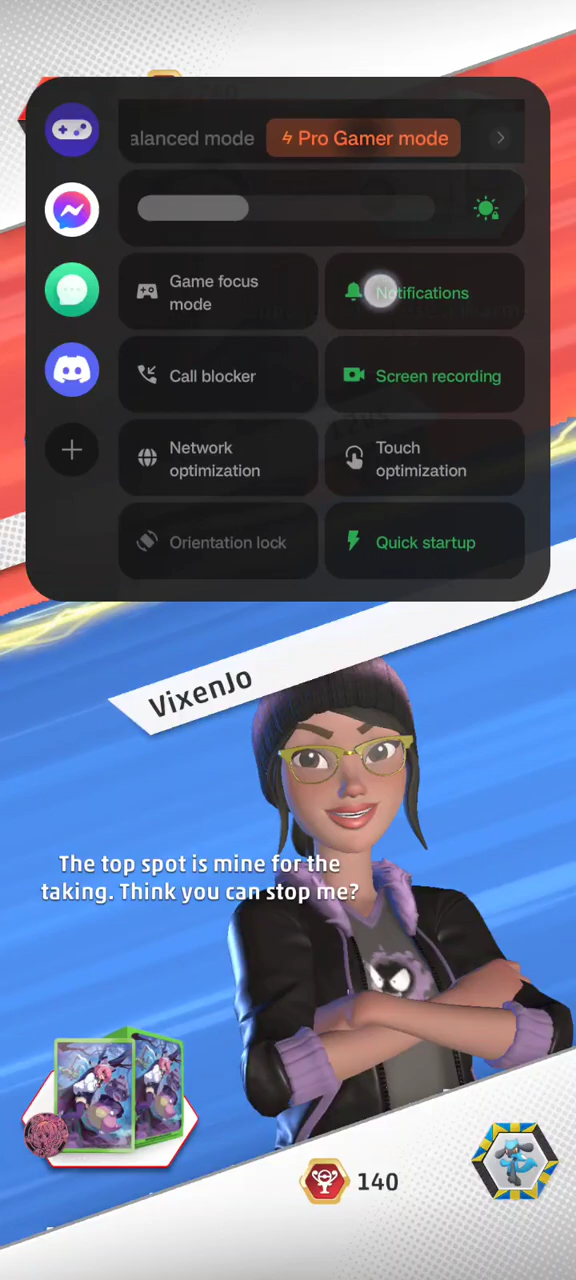 alanced mode
Pro Gamer mode
Game focus
mode
Notifications
Call blocker
Screen recording
Network
optimization
Touch
optimization
Orientation lock
Quick startup
VixenJo
The top spot is mine for the
taking. Think you can stop me?
140